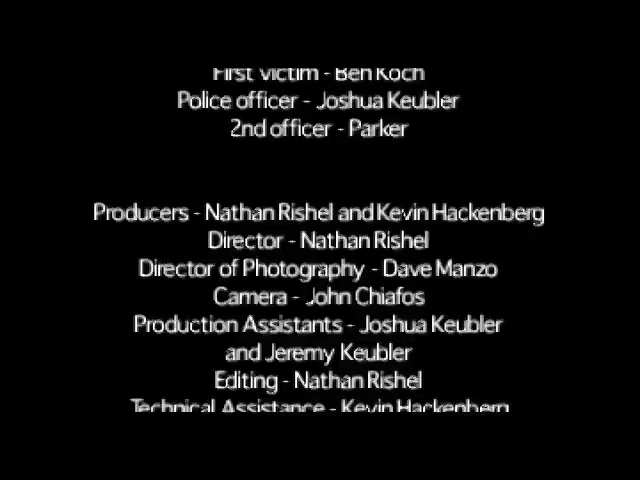 First Victim - Ben Koch
Police officer - Joshua Keubler
2nd officer - Parker
Producers - Nathan Rishel and Kevin Hackenberg
Director - Nathan Rishel
Director of Photography - Dave Manzo
Camera - John Chiafos
Production Assistants - Joshua Keubler
and Jeremy Keubler
Editing - Nathan Rishel
Technical Assistance - Kevin Hackenberg